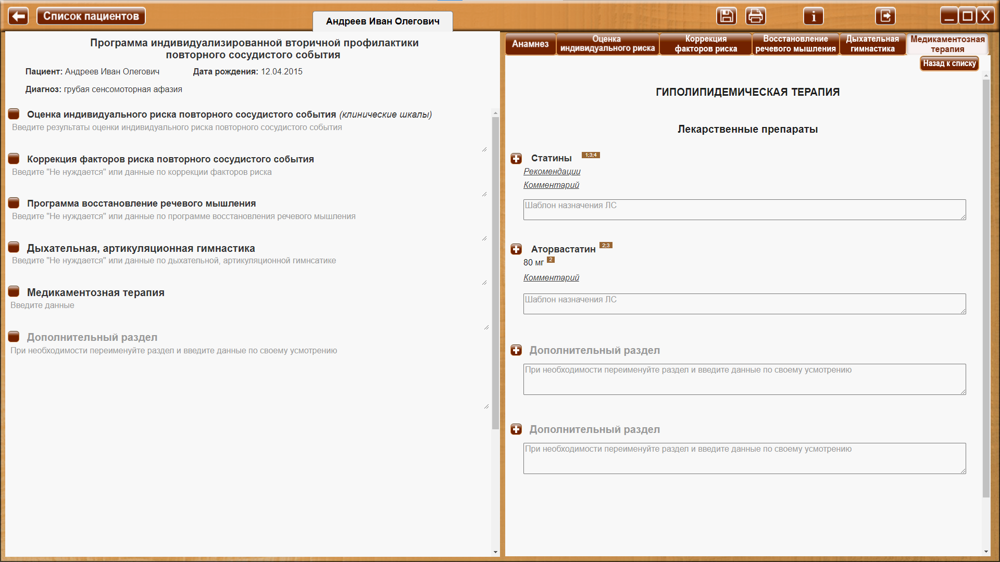 Список пациентов
Андреев Иван Олегович
Программа индивидуализированной вторичной профилактики
повторного сосудистого события
Пациент: Андреев Иван Олегович Дата рождения: 12.04.2015
Диагноз: грубая сенсомоторная афазия
Оценка индивидуального риска повторного сосудистого события (клинические шкалы)
Введите результаты оценки индивидуального риска повторного сосудистого события
Коррекция факторов риска повторного сосудистого события
Введите "Не нуждается" или данные по коррекции факторов риска
Программа восстановление речевого мышления
Введите "Не нуждается" или данные по программе восстановления речевого мышления
Дыхательная, артикуляционная гимнастика
Введите "Не нуждается" или данные по дыхательной, артикуляционной гимнсатике
Медикаментозная терапия
Введите данные
Дополнительный раздел
При необходимости переименуйте раздел и введите данные по своему усмотрению
Анамнез
Оценка
индивидуального риска
Коррекция
факторов риска
Восстановление
речевого мышления
Дыхательная
гимнастика
Медикаментозная
терапия
Назад к списку
ГИПОЛИПИДЕМИЧЕСКАЯ ТЕРАПИЯ
Лекарственные препараты
Статины 1;3;4
Рекомендации
Комментарий
Шаблон назначения ЛС
Аторвастатин 2;3
80 мг 2
Комментарий
Шаблон назначения ЛС
Дополнительный раздел
При необходимости переименуйте раздел и введите данные по своему усмотрению
Дополнительный раздел
При необходимости переименуйте раздел и введите данные по своему усмотрению